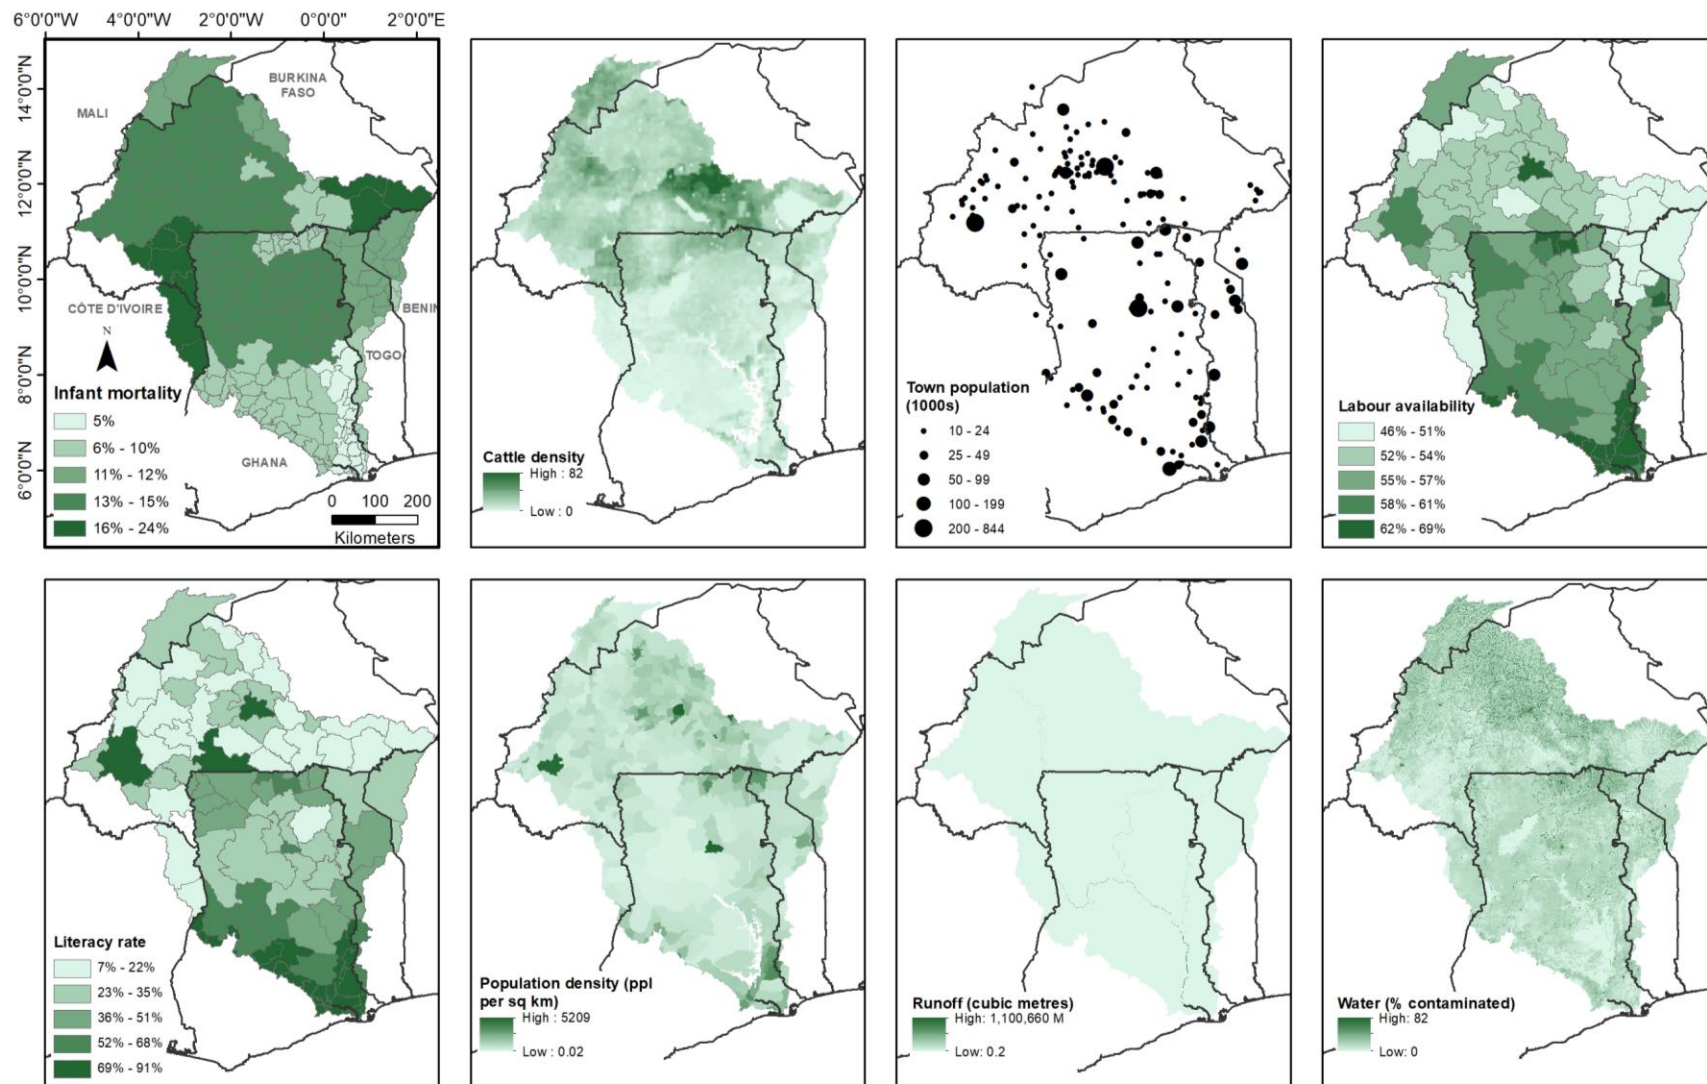 6°0'0"W 4°0'0"W 2°0'0"W 0°0'0" 2°0'0"E
14°0'0"N
12°0'0"N
10°0'0"N
8°0'0"N
6°0'0"N
BURKINA
FASO
MALI
CÔTE D'IVOIRE
BENIN
N
TOGO
GHANA
Infant mortality
5%
6% - 10%
11% - 12%
13% - 15%
16% - 24%
0 100 200
Kilometers
Cattle density
High : 82
Low : 0
Town population
(1000s)
10 - 24
25 - 49
50 - 99
100 - 199
200 - 844
Labour availability
46% - 51%
52% - 54%
55% - 57%
58% - 61%
62% - 69%
Literacy rate
7% - 22%
23% - 35%
36% - 51%
52% - 68%
69% - 91%
Population density (ppl
per sq km)
High : 5209
Low : 0.02
Runoff (cubic metres)
High: 1,100,660 M
Low: 0.2
Water (% contaminated)
High: 82
Low: 0